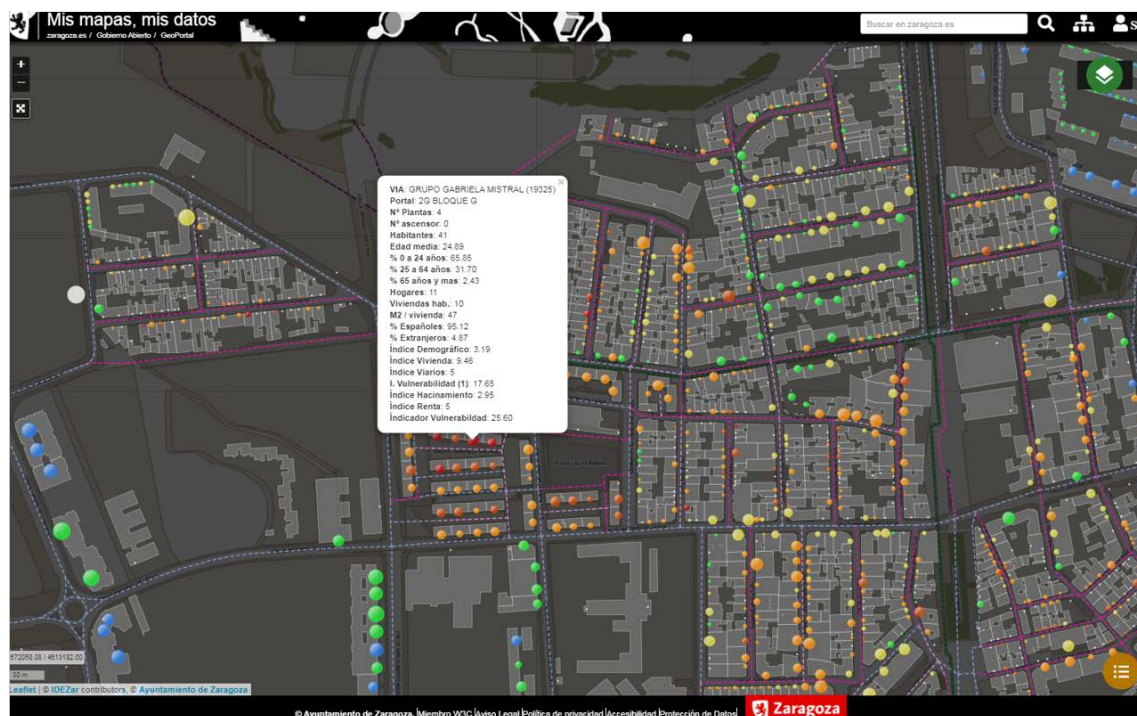 Mis mapas, mis datos
zaragoza.es / Gobierno Abierto / GeoPortal
Buscar en zaragoza.es
S
+
−
×
VIA: GRUPO GABRIELA MISTRAL (19325)
Portal: 2G BLOQUE G
Nº Plantas: 4
Nº ascensor: 0
Habitantes: 41
Edad media: 24.89
% 0 a 24 años: 65.85
% 25 a 64 años: 31.70
% 65 años y mas: 2.43
Hogares: 11
Viviendas hab.: 10
M2 / vivienda: 47
% Españoles: 95.12
% Extranjeros: 4.87
Índice Demográfico: 3.19
Índice Vivienda: 9.46
Índice Viarios: 5
I. Vulnerabilidad (1): 17.65
Índice Hacinamiento: 2.95
Índice Renta: 5
Índicador Vulnerabildad: 25.60
672058.08 | 4613182.00
30 m
Leaflet | © IDEZar contributors, © Ayuntamiento de Zaragoza
© Ayuntamiento de Zaragoza. |Miembro W3C |Aviso Legal |Política de privacidad |Accesibilidad |Protección de Datos|
Zaragoza